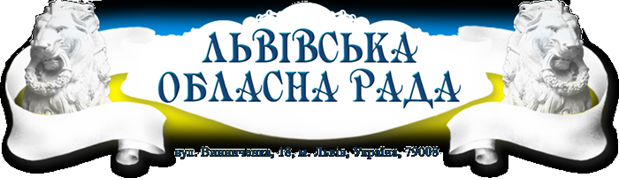 ЛЬВІВСЬКА
ОБЛАСНА РАДА
вул. Винниченка, 18, м. Львів, Україна, 79008